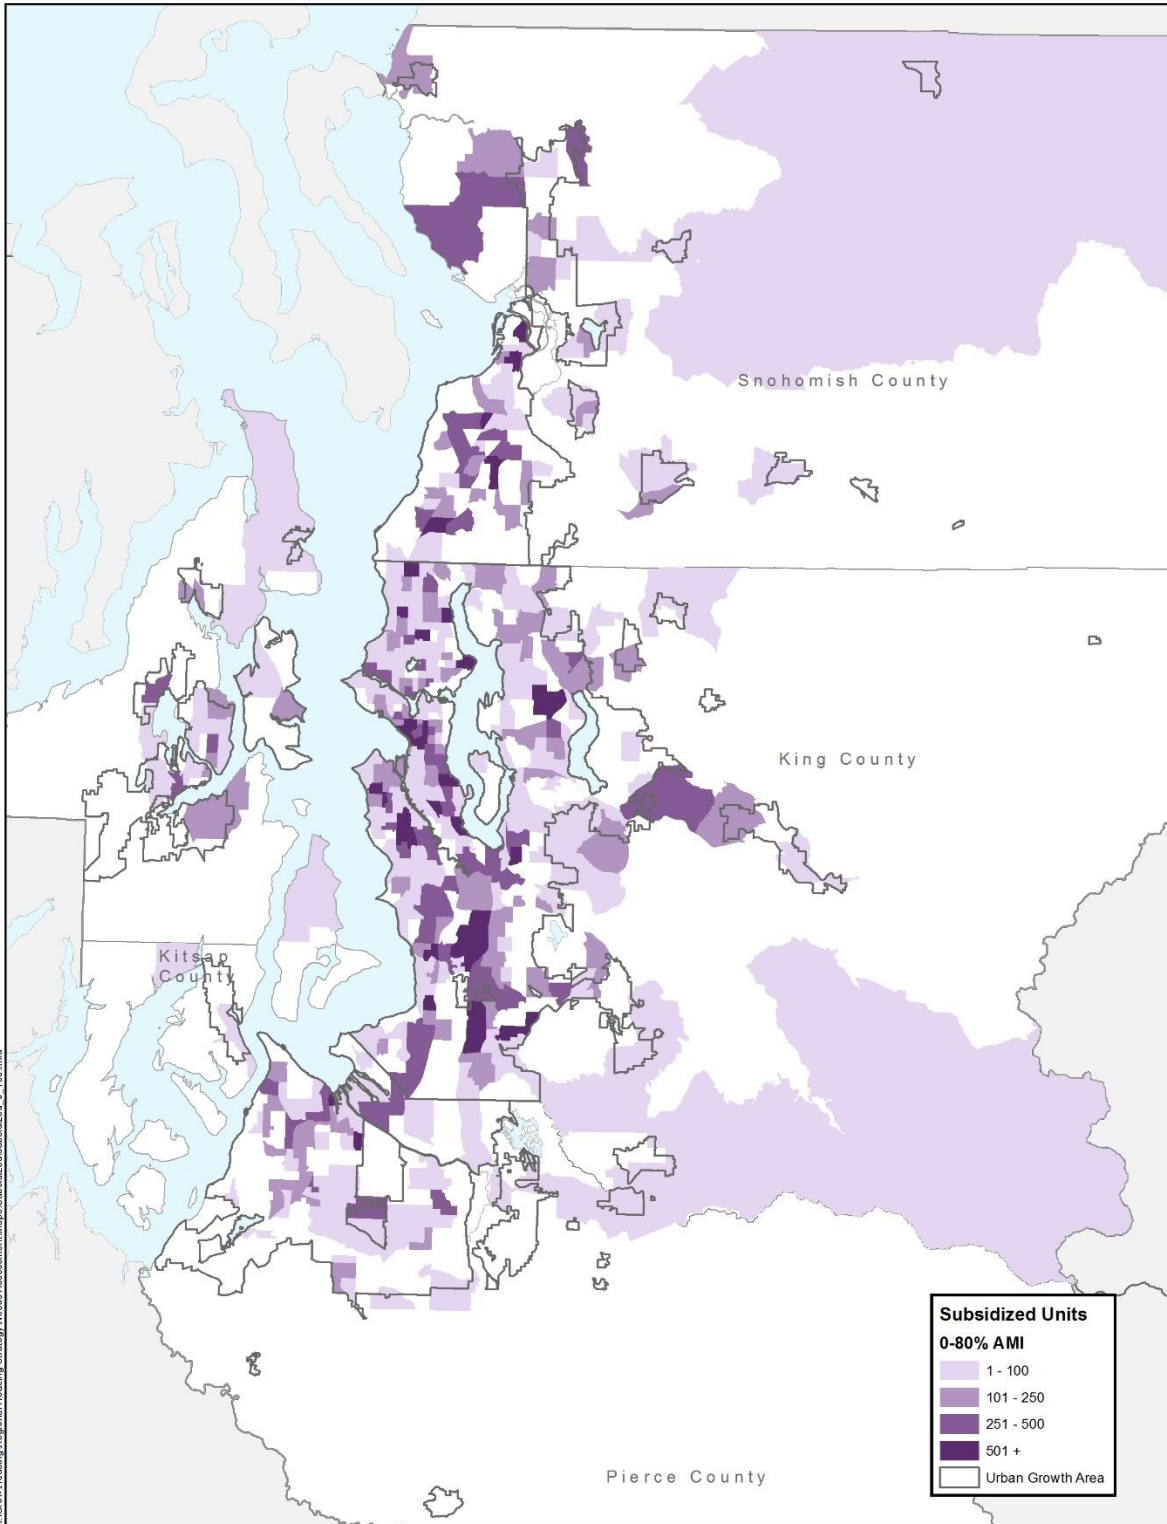 Snohomish County
King County
Kitsap
County
Pierce County
Subsidized Units
0-80% AMI
1 - 100
101 - 250
251 - 500
501 +
Urban Growth Area